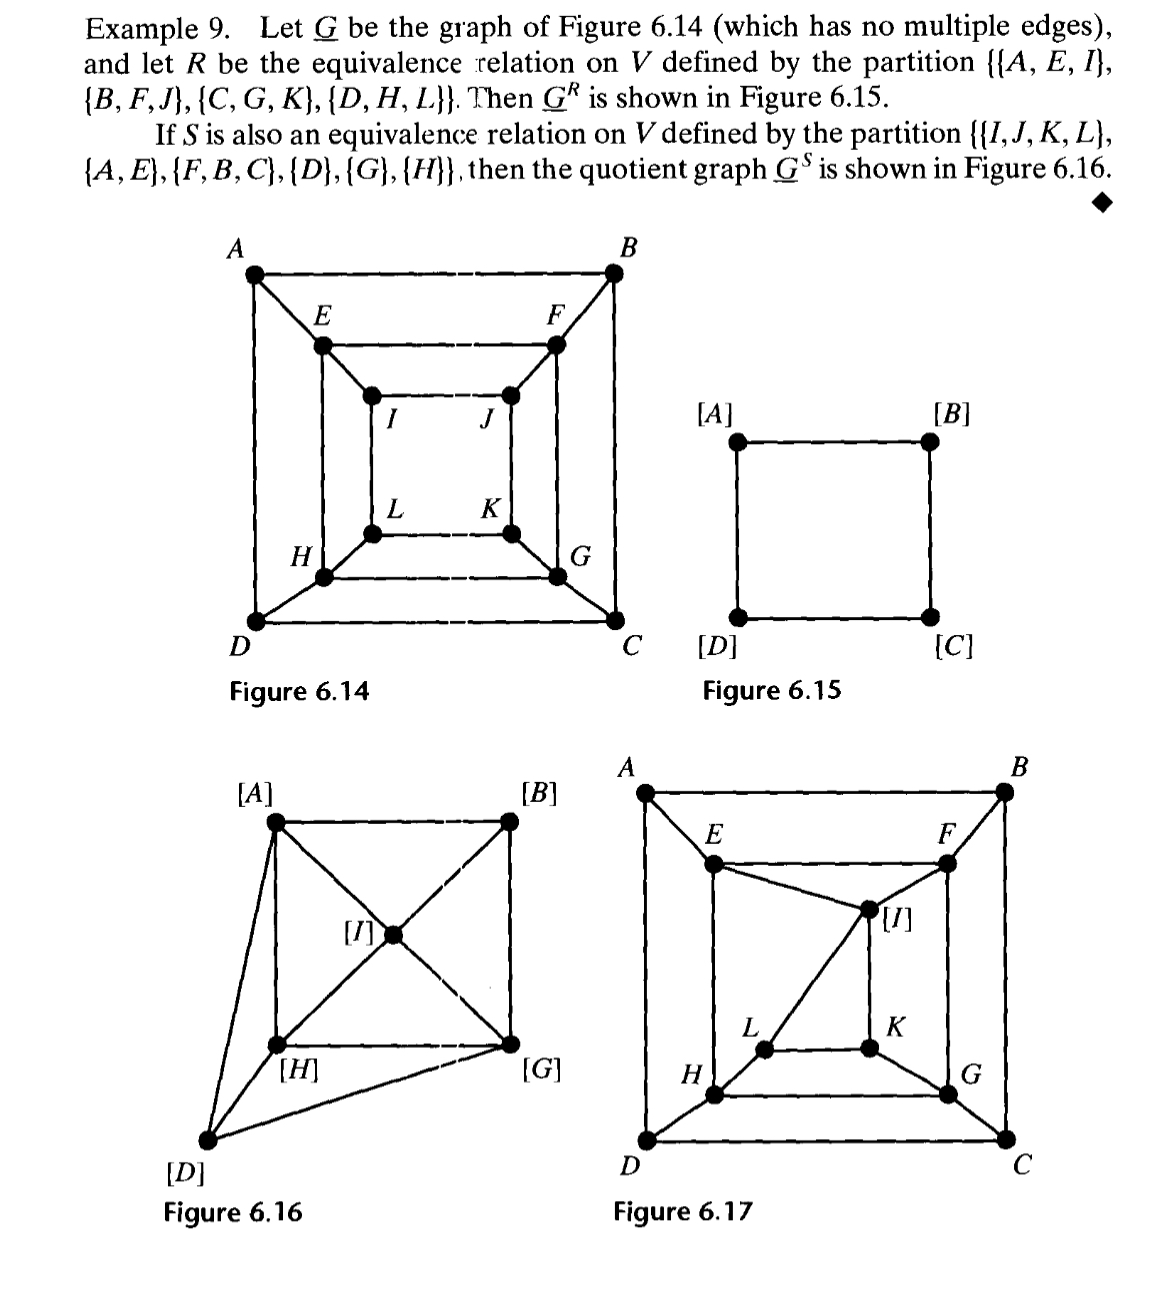 Example 9. Let G be the graph of Figure 6.14 (which has no multiple edges),
and let R be the equivalence relation on V defined by the partition {{A, E, I},
{B, F, J}, {C, G, K}, {D, H, L}}. Then G^R is shown in Figure 6.15.
If S is also an equivalence relation on V defined by the partition {{I, J, K, L},
{A, E}, {F, B, C}, {D}, {G}, {H}}, then the quotient graph G^S is shown in Figure 6.16.
A B
E F
I J
L K
H G
D C
Figure 6.14
[A] [B]
[D] [C]
Figure 6.15
[A] [B]
[I]
[H] [G]
[D]
Figure 6.16
A B
E F
[I]
L K
H G
D C
Figure 6.17